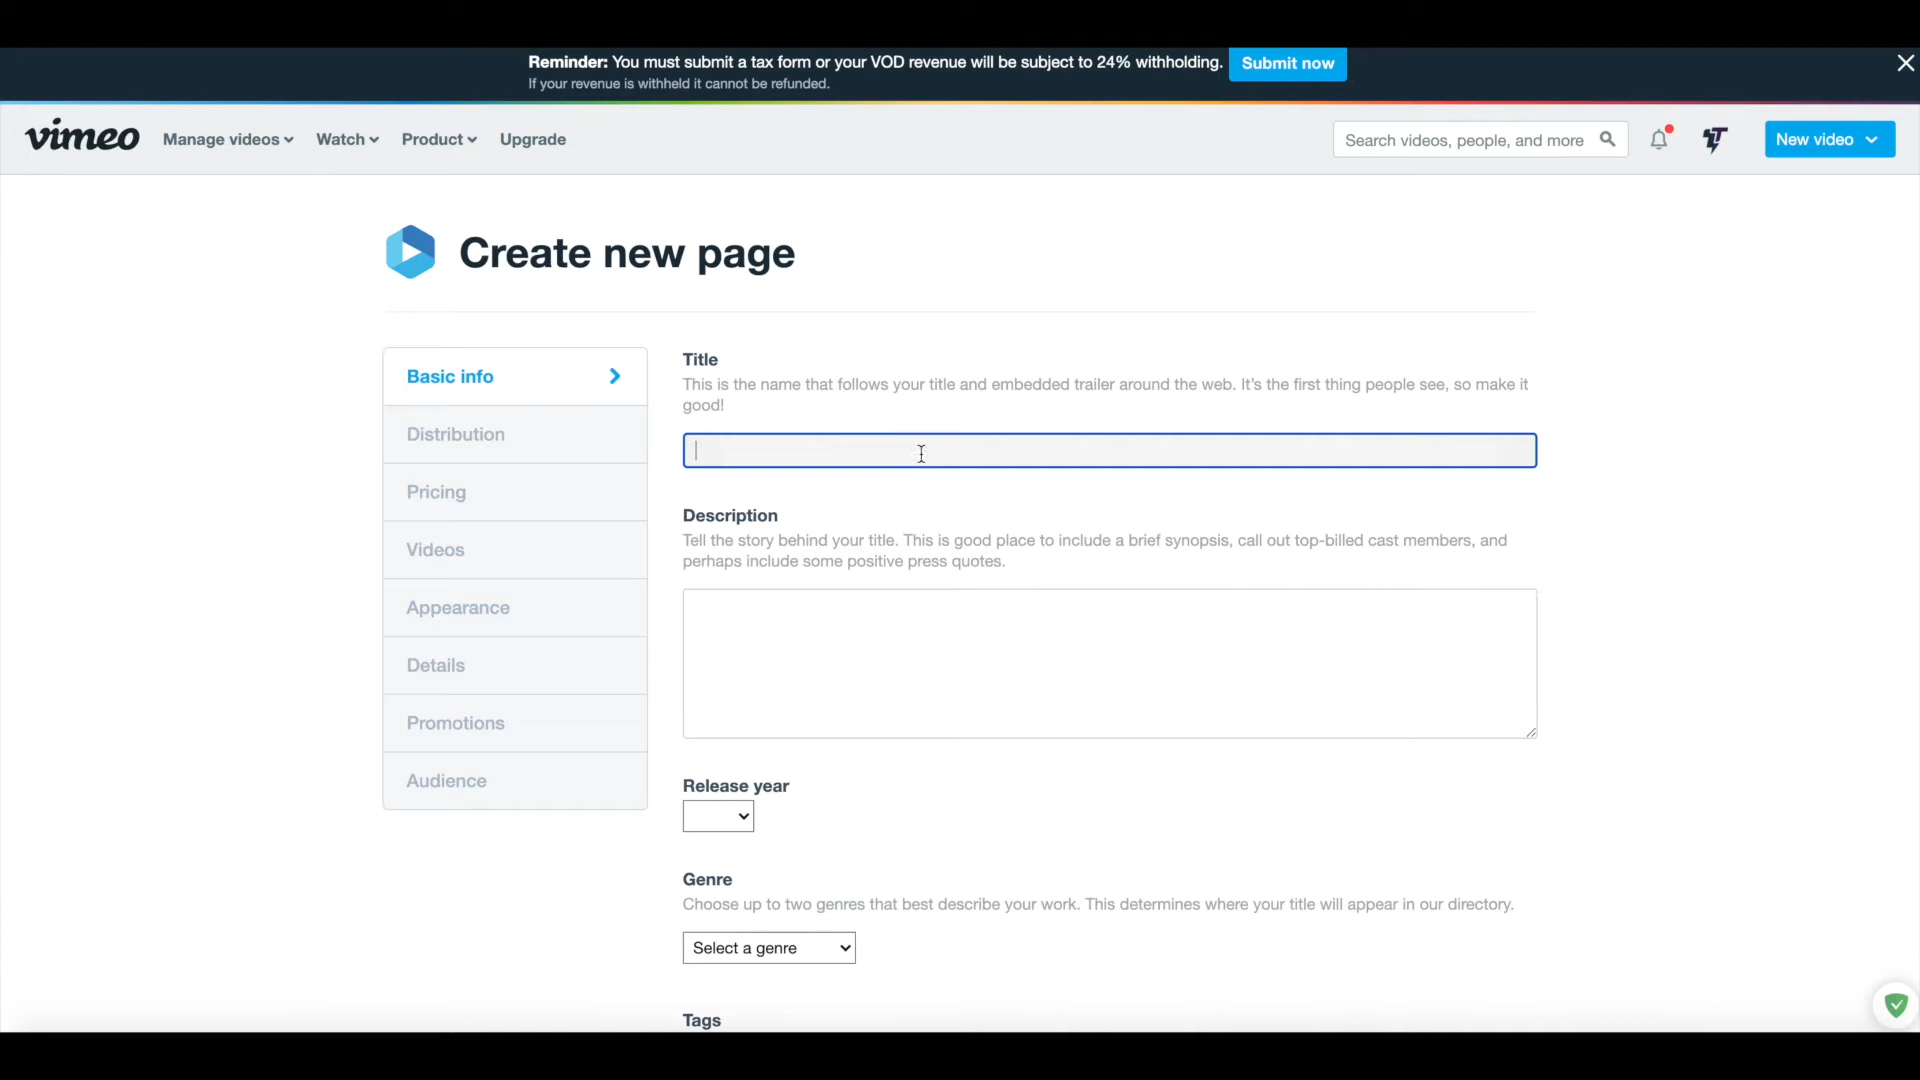 Reminder: You must submit a tax form or your VOD revenue will be subject to 24% withholding.
Submit now
If your revenue is withheld it cannot be refunded.
vimeo
Manage videos
Watch
Product
Upgrade
Search videos, people, and more
New video
Create new page
Basic info
Distribution
Pricing
Videos
Appearance
Details
Promotions
Audience
Title
This is the name that follows your title and embedded trailer around the web. It's the first thing people see, so make it
good!
Description
Tell the story behind your title. This is good place to include a brief synopsis, call out top-billed cast members, and
perhaps include some positive press quotes.
Release year
Genre
Choose up to two genres that best describe your work. This determines where your title will appear in our directory.
Select a genre
Tags